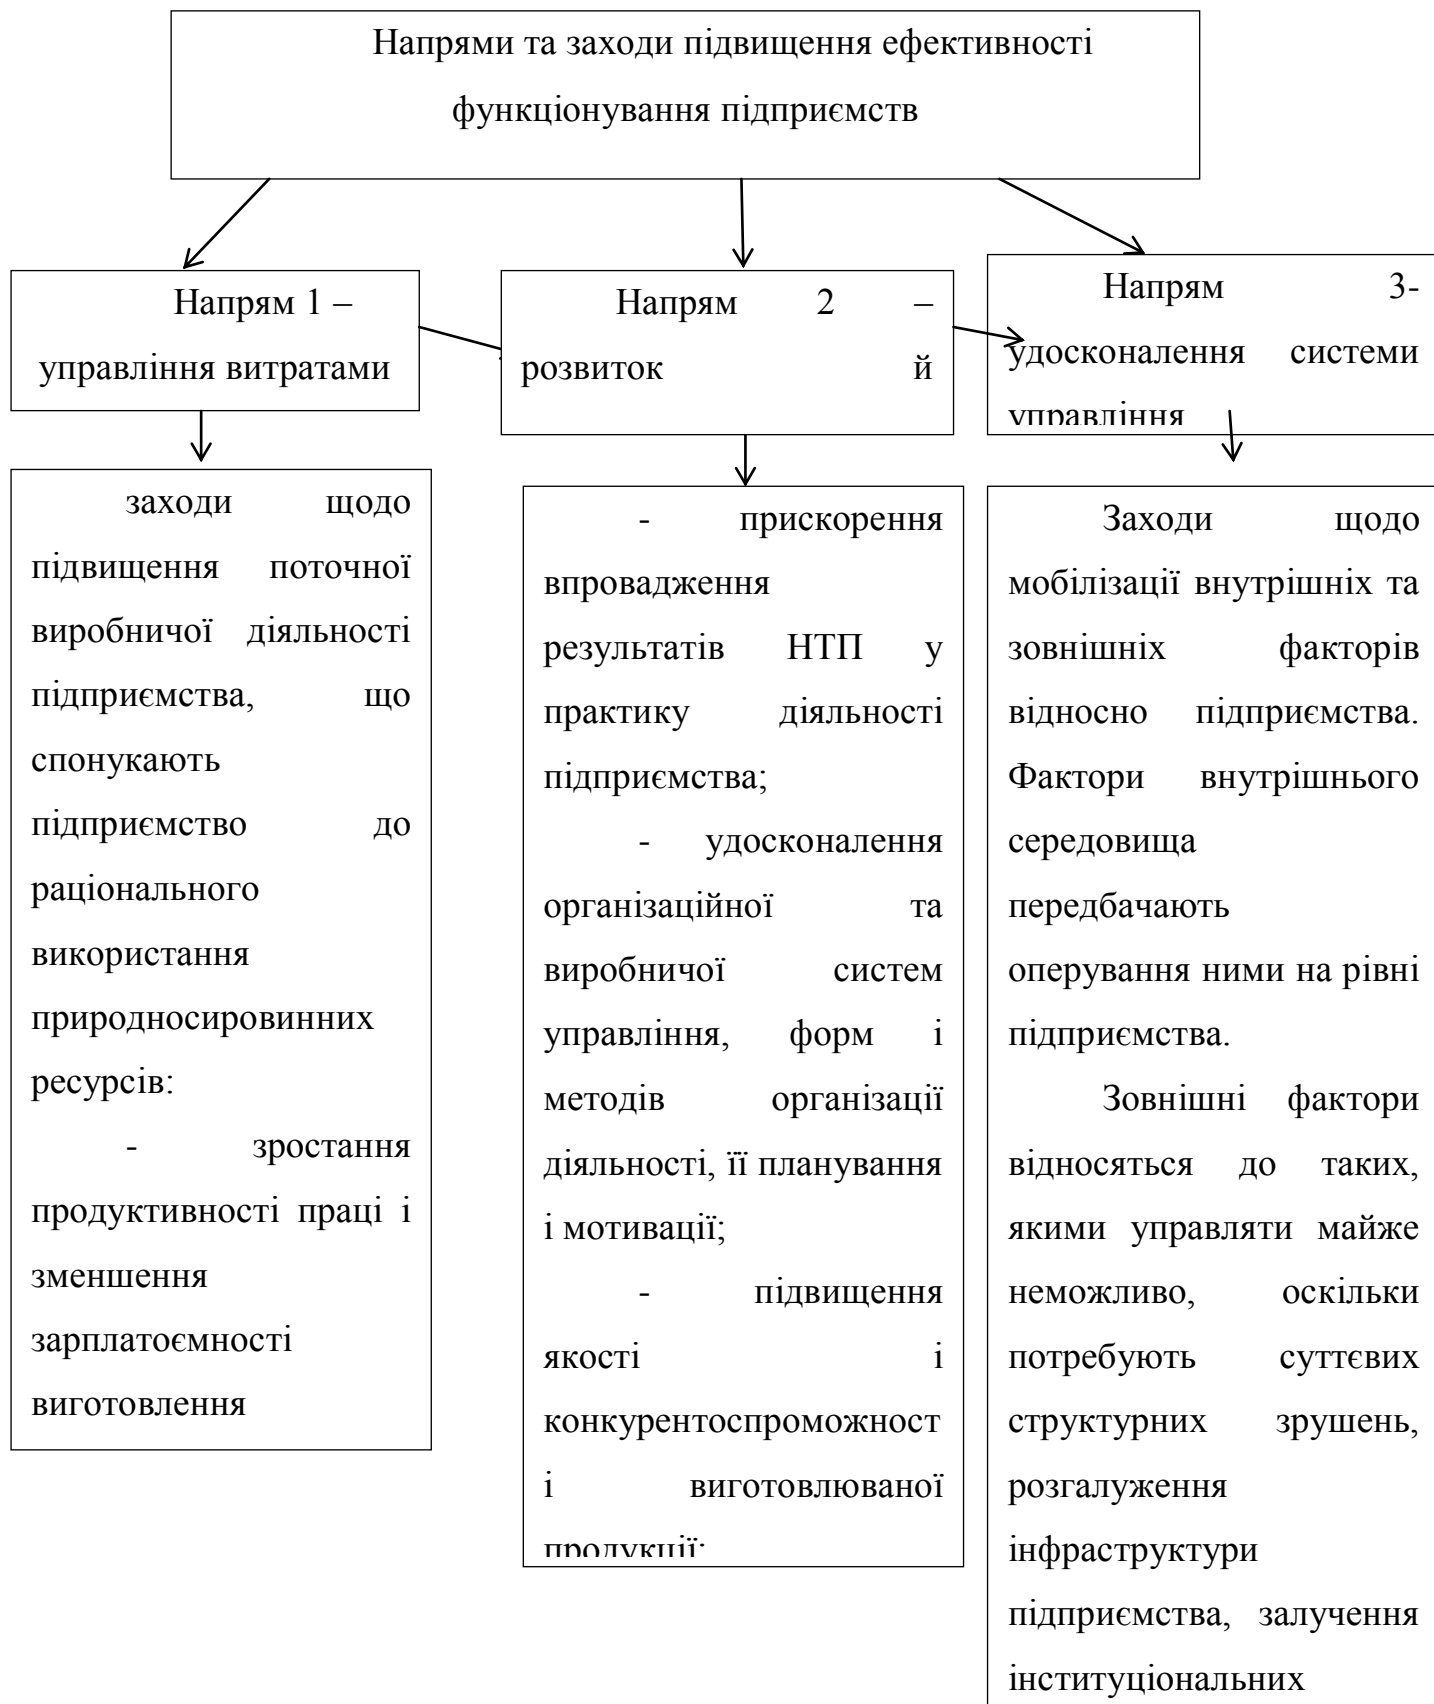 Напрями та заходи підвищення ефективності
функціонування підприємств
Напрям 1 –
управління витратами
Напрям 2 –
розвиток й
Напрям 3-
удосконалення системи
управління
заходи щодо
підвищення поточної
виробничої діяльності
підприємства, що
спонукають
підприємство до
раціонального
використання
природносировинних
ресурсів:
- зростання
продуктивності праці і
зменшення
зарплатоємності
виготовлення
- прискорення
впровадження
результатів НТП у
практику діяльності
підприємства;
- удосконалення
організаційної та
виробничої систем
управління, форм і
методів організації
діяльності, її планування
і мотивації;
- підвищення
якості і
конкурентоспроможност
і виготовлюваної
продукції;
Заходи щодо
мобілізації внутрішніх та
зовнішніх факторів
відносно підприємства.
Фактори внутрішнього
середовища
передбачають
оперування ними на рівні
підприємства.
Зовнішні фактори
відносяться до таких,
якими управляти майже
неможливо, оскільки
потребують суттєвих
структурних зрушень,
розгалуження
інфраструктури
підприємства, залучення
інституціональних